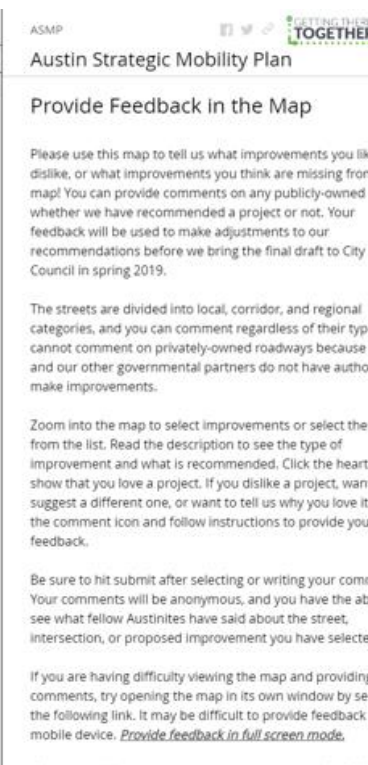 ASMP
GETTING THERE
TOGETHER
Austin Strategic Mobility Plan
Provide Feedback in the Map
Please use this map to tell us what improvements you
dislike, or what improvements you think are missing
map! You can provide comments on any publicly-owned
whether we have recommended a project or not. Your
feedback will be used to make adjustments to our
recommendations before we bring the final draft to City
Council in spring 2019.
The streets are divided into local, corridor, and regional
categories, and you can comment regardless of their
cannot comment on privately-owned roadways because
and our other governmental partners do not have
make improvements.
Zoom into the map to select improvements or select
from the list. Read the description to see the type of
improvement and what is recommended. Click the heart
show that you love a project. If you dislike a project, want
suggest a different one, or want to tell us why you love it
the comment icon and follow instructions to provide
feedback.
Be sure to hit submit after selecting or writing your
Your comments will be anonymous, and you have the
see what fellow Austinites have said about the street,
intersection, or proposed improvement you have
If you are having difficulty viewing the map and providing
comments, try opening the map in its own window by
the following link. It may be difficult to provide feedback
mobile device. Provide feedback in full screen mode.